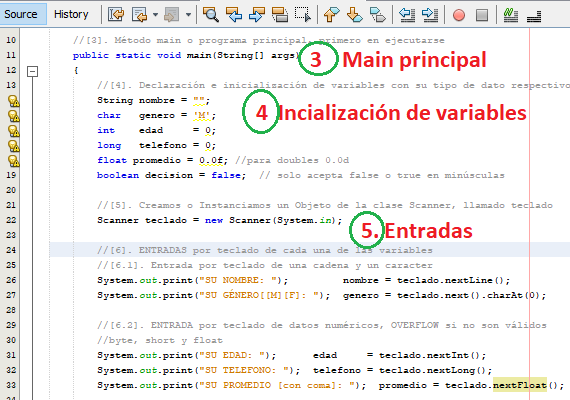 Source History
10 //[3]. Método main o programa principal, primero en ejecutarse
11 public static void main(String[] args) 3 Main principal
12 {
13 //[4]. Declaración e inicialización de variables con su tipo de dato respectivo
String nombre = "";
char genero = 'M'; 4 Incialización de variables
int edad = 0;
long telefono = 0;
float promedio = 0.0f; //para doubles 0.0d
19 boolean decision = false; // solo acepta false o true en minúsculas
20
21 //[5]. Creamos o Instanciamos un Objeto de la clase Scanner, llamado teclado
22 Scanner teclado = new Scanner(System.in);
23 5. Entradas
24 //[6]. ENTRADAS por teclado de cada una de las variables
25 //[6.1]. Entrada por teclado de una cadena y un caracter
26 System.out.print("SU NOMBRE: "); nombre = teclado.nextLine();
27 System.out.print("SU GÉNERO[[M][F]: "); genero = teclado.next().charAt(0);
28
29 //[6.2]. ENTRADA por teclado de datos numéricos, OVERFLOW si no son válidos
30 //byte, short y float
31 System.out.print("SU EDAD: "); edad = teclado.nextInt();
32 System.out.print("SU TELEFONO: "); telefono = teclado.nextLong();
33 System.out.print("SU PROMEDIO [con coma]: "); promedio = teclado.nextFloat();